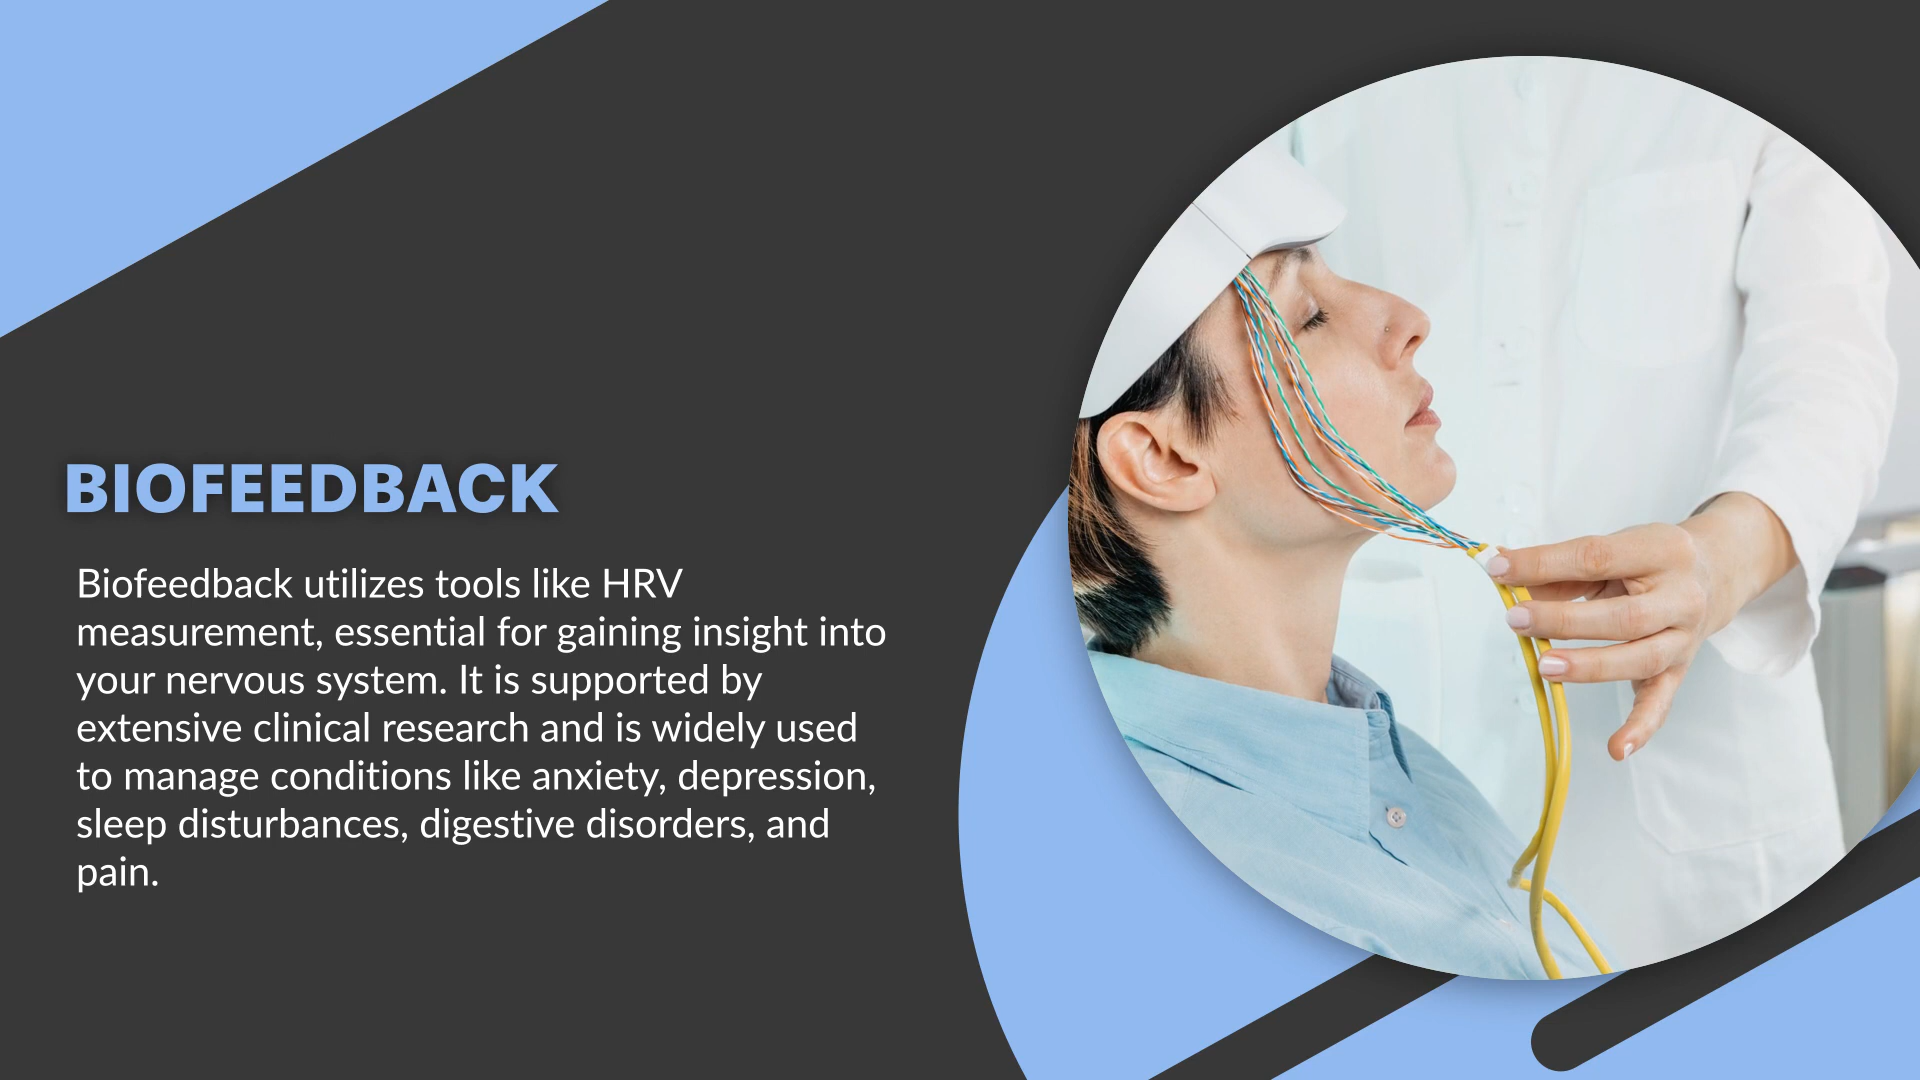 BIOFEEDBACK
Biofeedback utilizes tools like HRV
measurement, essential for gaining insight into
your nervous system. It is supported by
extensive clinical research and is widely used
to manage conditions like anxiety, depression,
sleep disturbances, digestive disorders, and
pain.